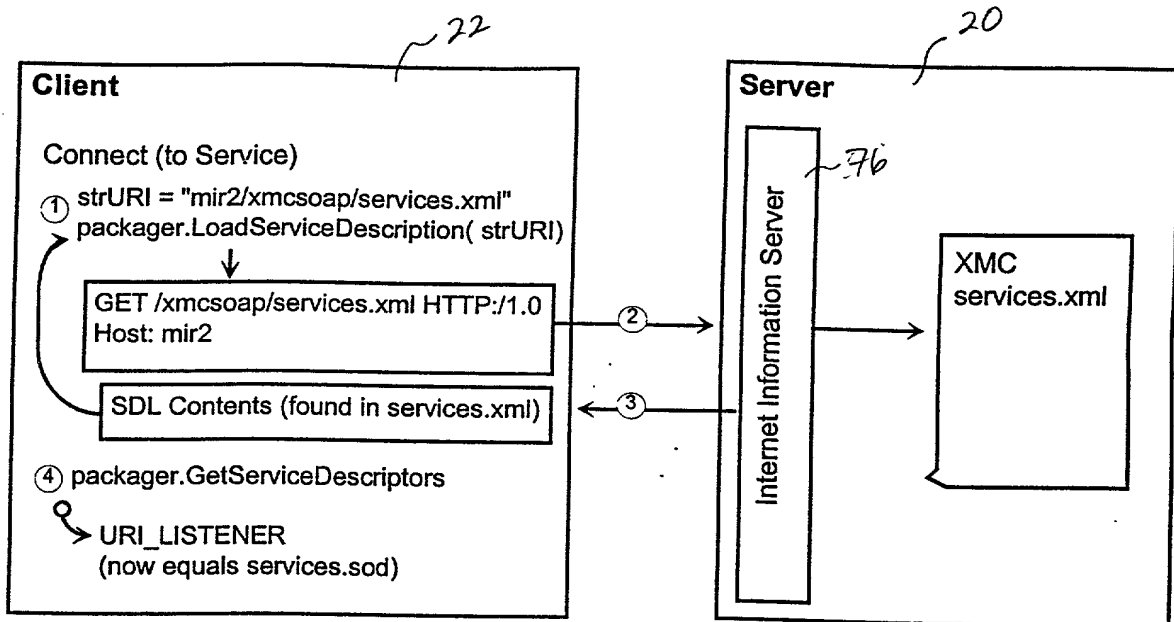 22
20
Client
Connect (to Service)
1 strURI = "mir2/xmcsoap/services.xml"
packager.LoadServiceDescription( strURI)
GET /xmcsoap/services.xml HTTP:/1.0
Host: mir2
SDL Contents (found in services.xml)
4 packager.GetServiceDescriptors
URI_LISTENER
(now equals services.sod)
2
3
Server
76
Internet Information Server
XMC
services.xml